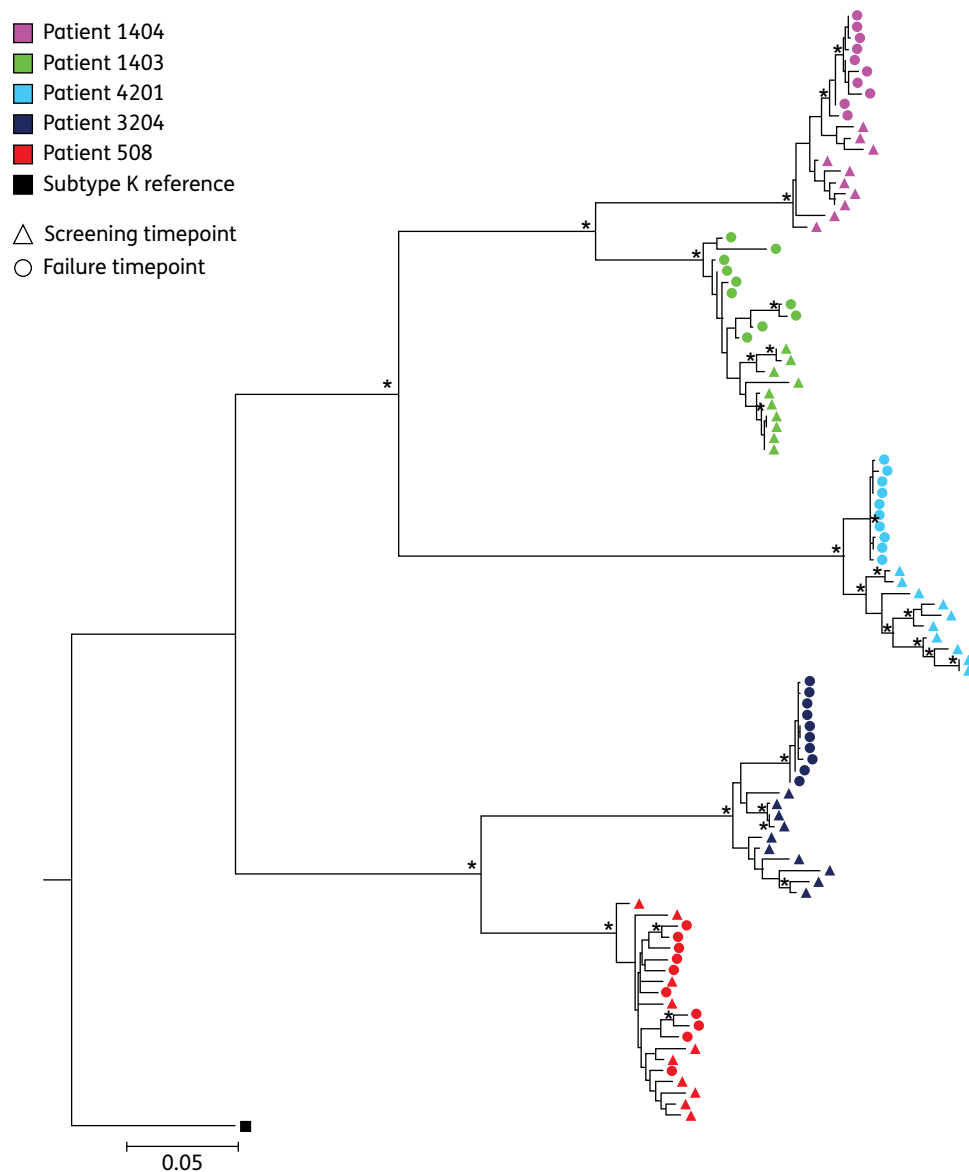 Patient 1404
Patient 1403
Patient 4201
Patient 3204
Patient 508
Subtype K reference
Screening timepoint
Failure timepoint
0.05